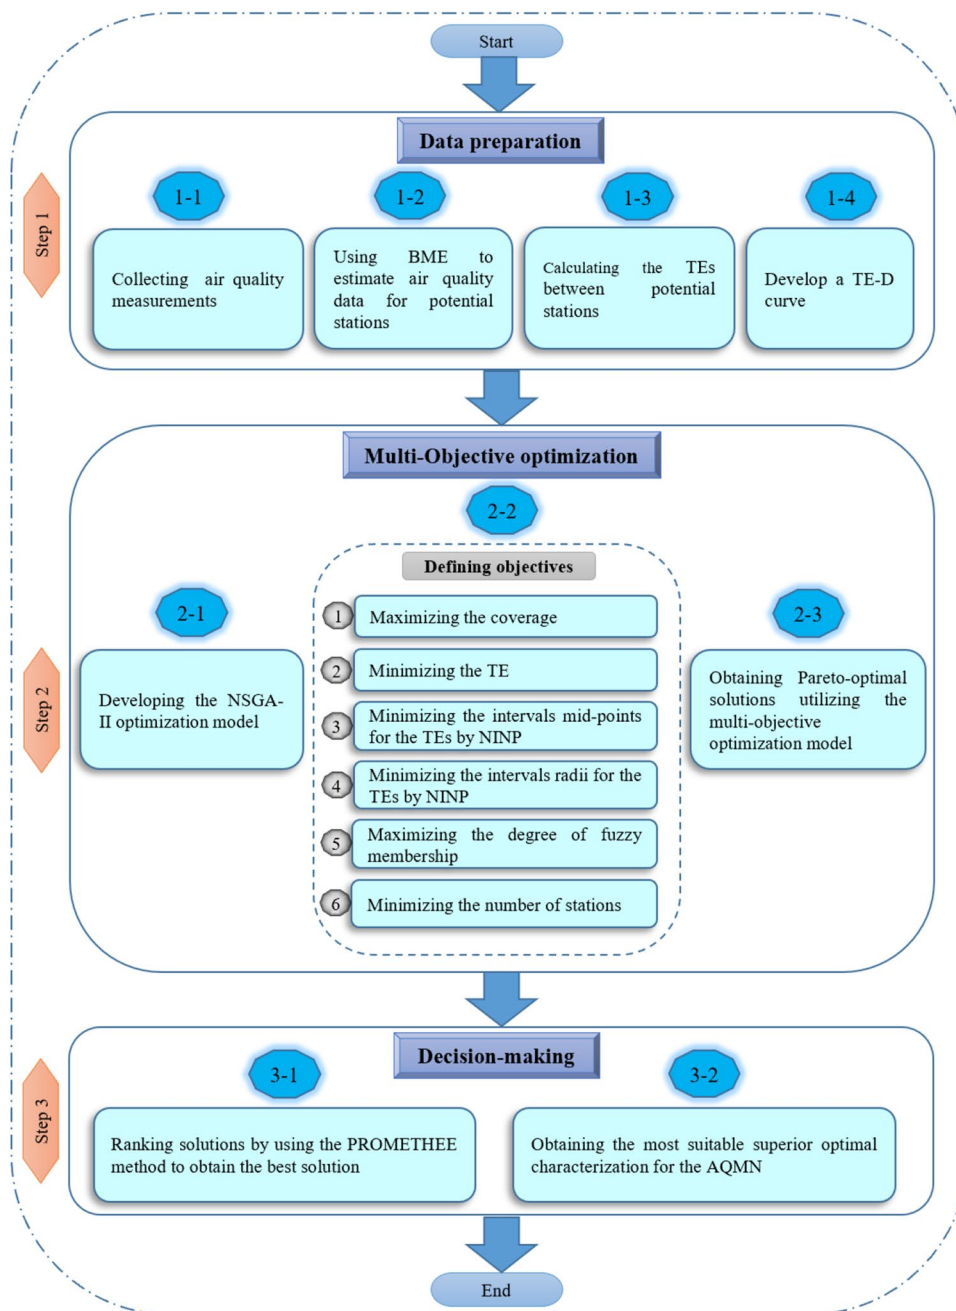 Start
Data preparation
Step 1
1-1
Collecting air quality
measurements
1-2
Using BME to
estimate air quality
data for potential
stations
1-3
Calculating the TEs
between potential
stations
1-4
Develop a TE-D
curve
Multi-Objective optimization
Step 2
2-1
Developing the NSGA-
II optimization model
2-2
Defining objectives
1
Maximizing the coverage
2
Minimizing the TE
3
Minimizing the intervals mid-points
for the TEs by NINP
4
Minimizing the intervals radii for the
TEs by NINP
5
Maximizing the degree of fuzzy
membership
6
Minimizing the number of stations
2-3
Obtaining Pareto-optimal
solutions utilizing the
multi-objective
optimization model
Decision-making
Step 3
3-1
Ranking solutions by using the PROMETHEE
method to obtain the best solution
3-2
Obtaining the most suitable superior optimal
characterization for the AQMN
End